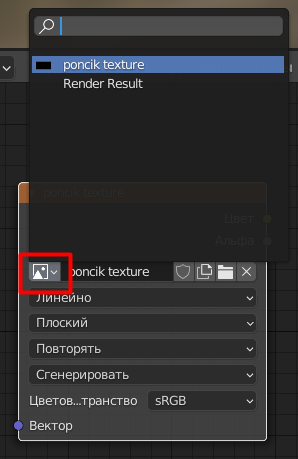 poncik texture
Render Result
poncik texture
Цвет
Альфа
poncik texture
Линейно
Плоский
Повторять
Сгенерировать
Цветов...транство sRGB
Вектор